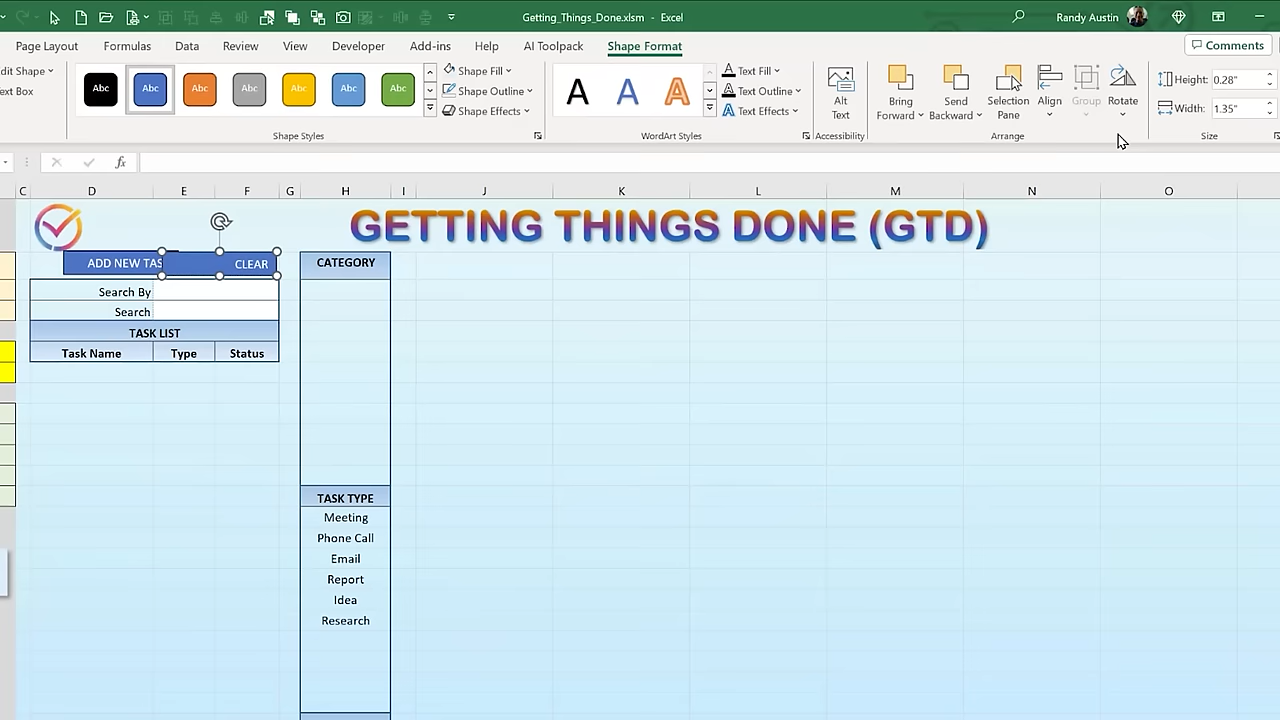 Getting_Things_Done.xlsm - Excel
Randy Austin
Page Layout
Formulas
Data
Review
View
Developer
Add-ins
Help
AI Toolpack
Shape Format
Comments
dit Shape
ext Box
Abc Abc Abc Abc Abc Abc Abc
Shape Fill
Shape Outline
Shape Effects
Shape Styles
A A A
Text Fill
Text Outline
Text Effects
WordArt Styles
Alt
Text
Accessibility
Bring
Forward
Send
Backward
Selection
Pane
Align
Group
Rotate
Arrange
Height: 0.28"
Width: 1.35"
Size
fx
C D E F G H I J K L M N O
GETTING THINGS DONE (GTD)
ADD NEW TAS
CLEAR
Search By
Search
TASK LIST
Task Name Type Status
CATEGORY
TASK TYPE
Meeting
Phone Call
Email
Report
Idea
Research